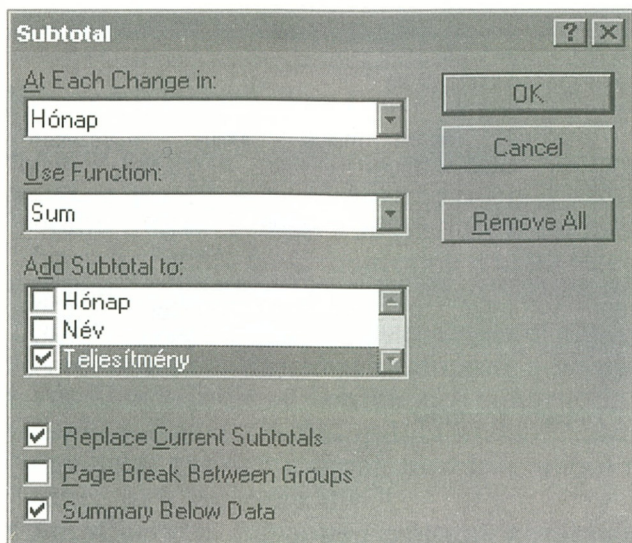 Subtotal
At Each Change in:
Hónap
OK
Cancel
Use Function:
Sum
Remove All
Add Subtotal to:
Hónap
Név
Teljesítmény
Replace Current Subtotals
Page Break Between Groups
Summary Below Data